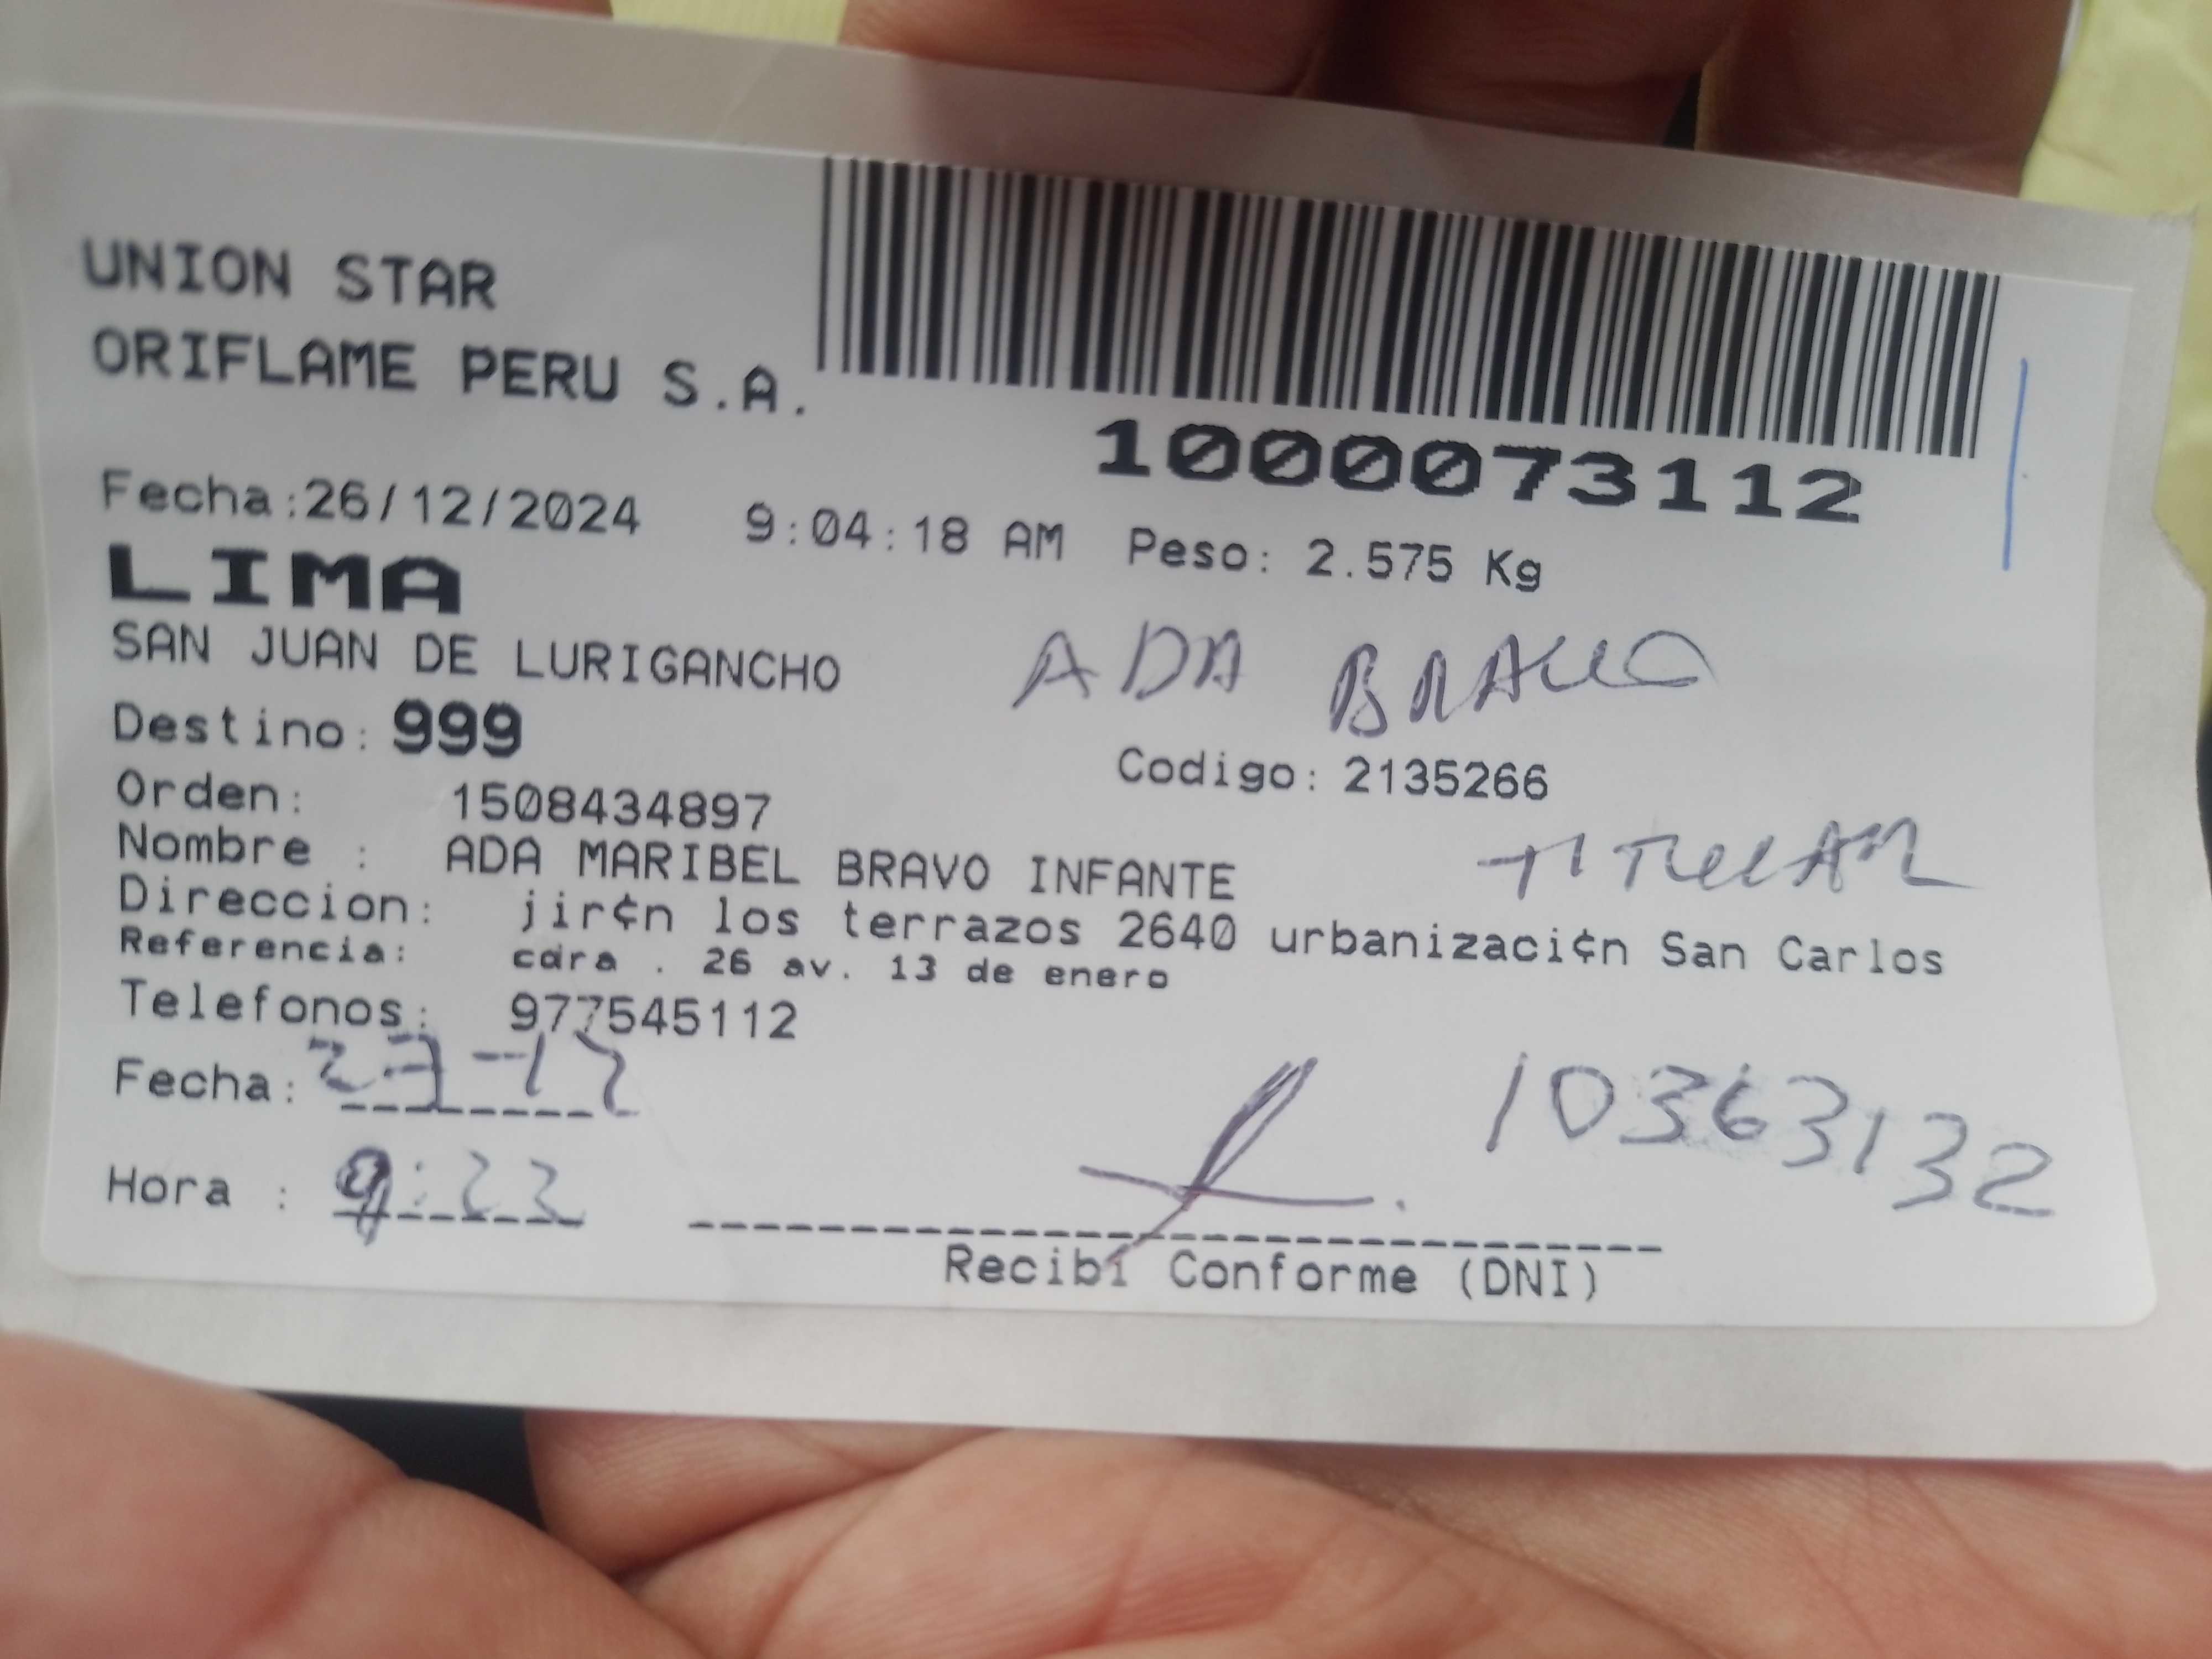 UNION STAR
ORIFLAME PERU S.A.
1000073112
Fecha:26/12/2024 9:04:18 AM Peso: 2.575 Kg
LIMA
SAN JUAN DE LURIGANCHO
ADA BRAVO
Destino: 999
Codigo: 2135266
Orden: 1508434897
TITULAR
Nombre : ADA MARIBEL BRAVO INFANTE
Direccion: jir¢n los terrazos 2640 urbanizaci¢n San Carlos
Referencia: cdra . 26 av. 13 de enero
Telefonos: 977545112
Fecha: 27-12
10363132
Hora : 9:22
Recibí Conforme (DNI)